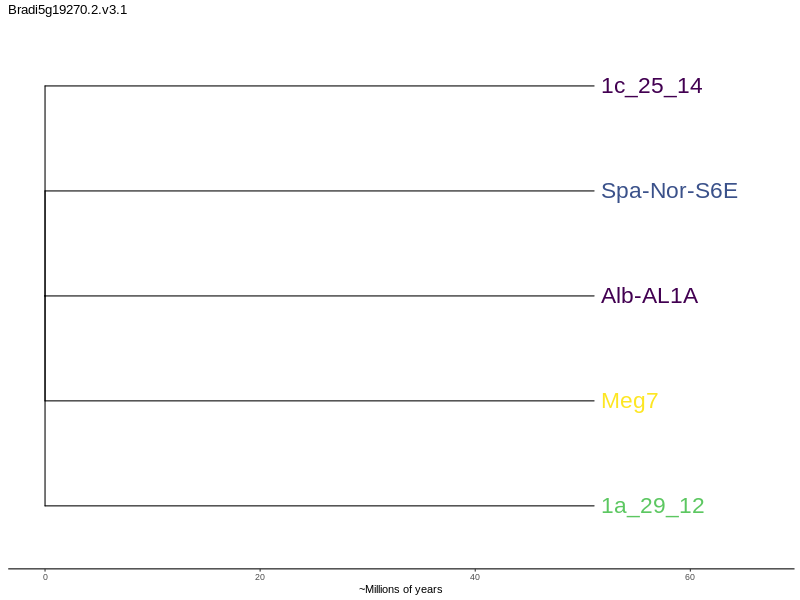 Bradi5g19270.2.v3.1
1c_25_14
Spa-Nor-S6E
Alb-AL1A
Meg7
1a_29_12
0 20 40 60
~Millions of years